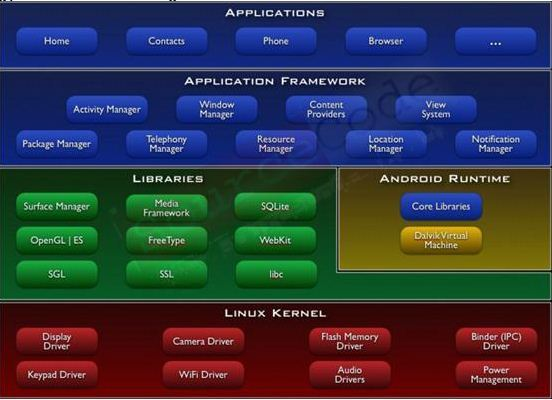 APPLICATIONS
Home
Contacts
Phone
Browser
...
APPLICATION FRAMEWORK
Activity Manager
Window
Manager
Content
Providers
View
System
Package Manager
Telephony
Manager
Resource
Manager
Location
Manager
Notification
Manager
LIBRARIES
Surface Manager
Media
Framework
SQLite
OpenGL | ES
FreeType
WebKit
SGL
SSL
libc
ANDROID RUNTIME
Core Libraries
Dalvik Virtual
Machine
LINUX KERNEL
Display
Driver
Camera Driver
Flash Memory
Driver
Binder (IPC)
Driver
Keypad Driver
WiFi Driver
Audio
Drivers
Power
Management